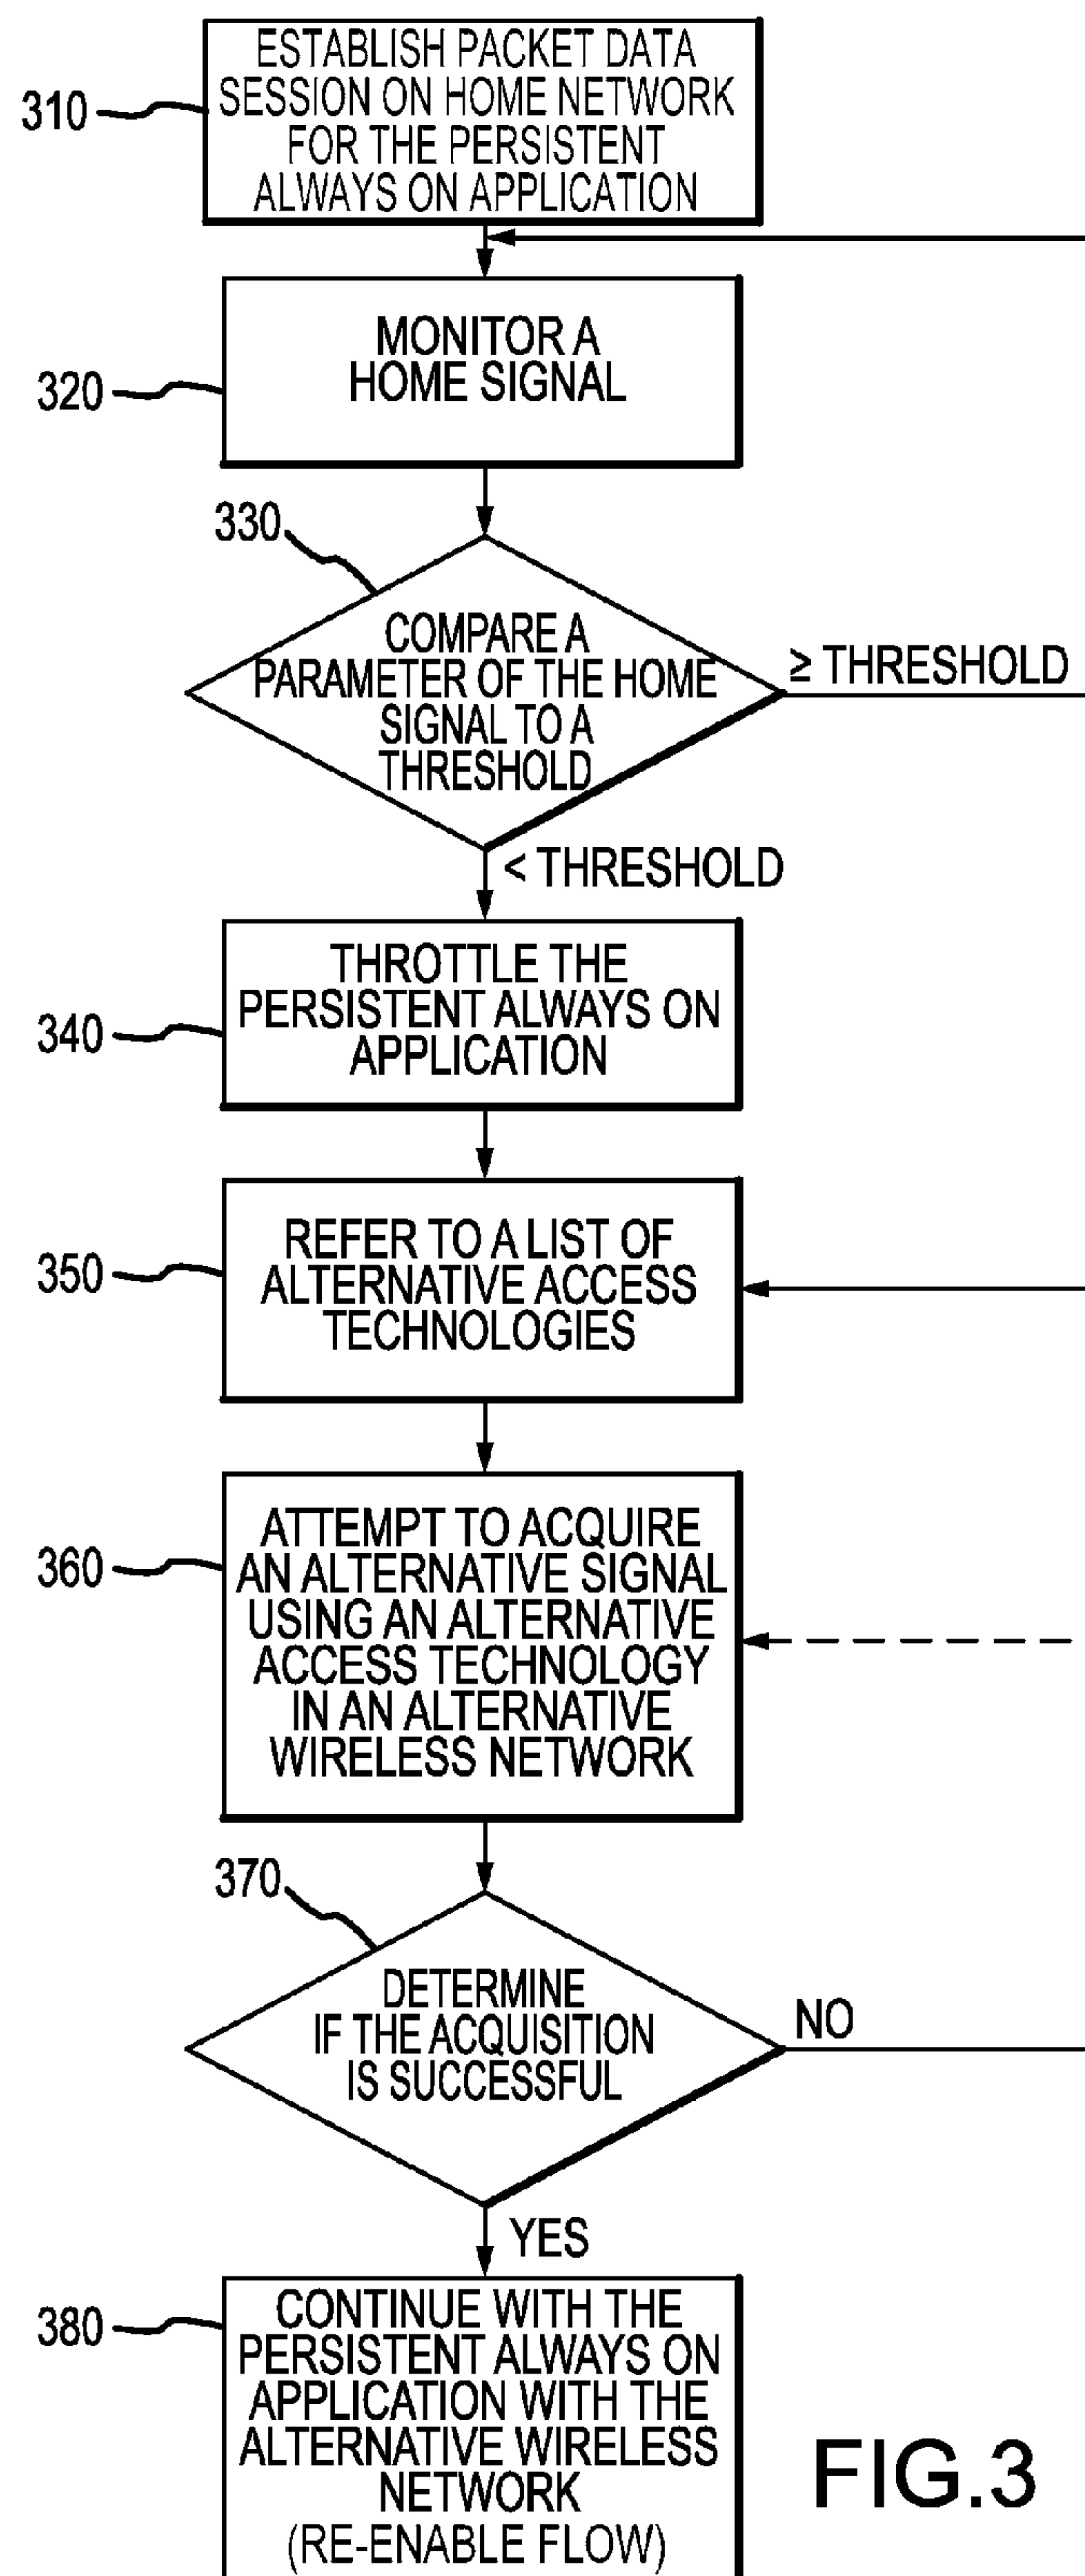 310
ESTABLISH PACKET DATA
SESSION ON HOME NETWORK
FOR THE PERSISTENT
ALWAYS ON APPLICATION
320
MONITOR A
HOME SIGNAL
330
COMPARE A
PARAMETER OF THE HOME
SIGNAL TO A
THRESHOLD
≥ THRESHOLD
< THRESHOLD
340
THROTTLE THE
PERSISTENT ALWAYS ON
APPLICATION
350
REFER TO A LIST OF
ALTERNATIVE ACCESS
TECHNOLOGIES
360
ATTEMPT TO ACQUIRE
AN ALTERNATIVE SIGNAL
USING AN ALTERNATIVE
ACCESS TECHNOLOGY
IN AN ALTERNATIVE
WIRELESS NETWORK
370
DETERMINE
IF THE ACQUISITION
IS SUCCESSFUL
NO
YES
380
CONTINUE WITH THE
PERSISTENT ALWAYS ON
APPLICATION WITH THE
ALTERNATIVE WIRELESS
NETWORK
(RE-ENABLE FLOW)
FIG.3